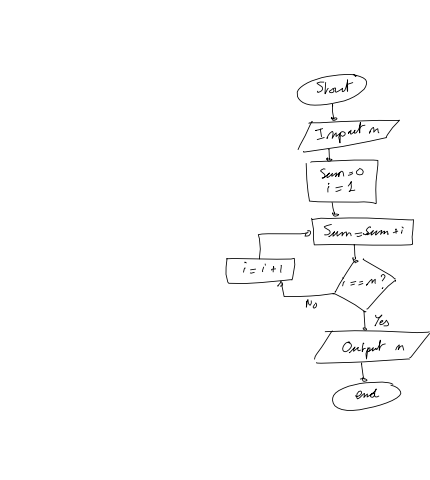 Start
Input n
Sum=0
i=1
Sum=Sum+i
i=i+1
i==n?
No
Yes
Output n
end